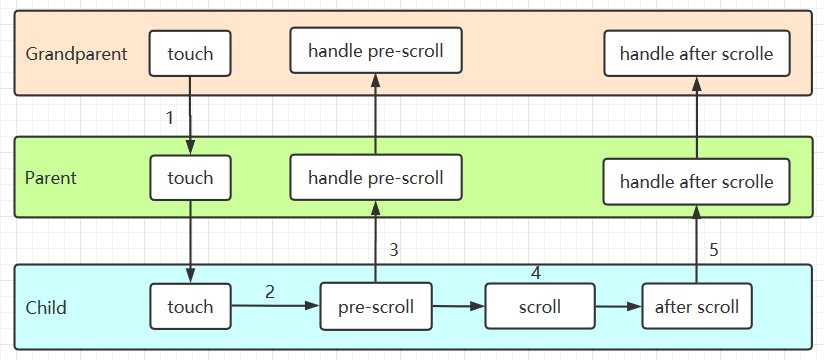 Grandparent
touch
handle pre-scroll
handle after scrolle
1
Parent
touch
handle pre-scroll
handle after scrolle
3
5
2
4
Child
touch
pre-scroll
scroll
after scroll